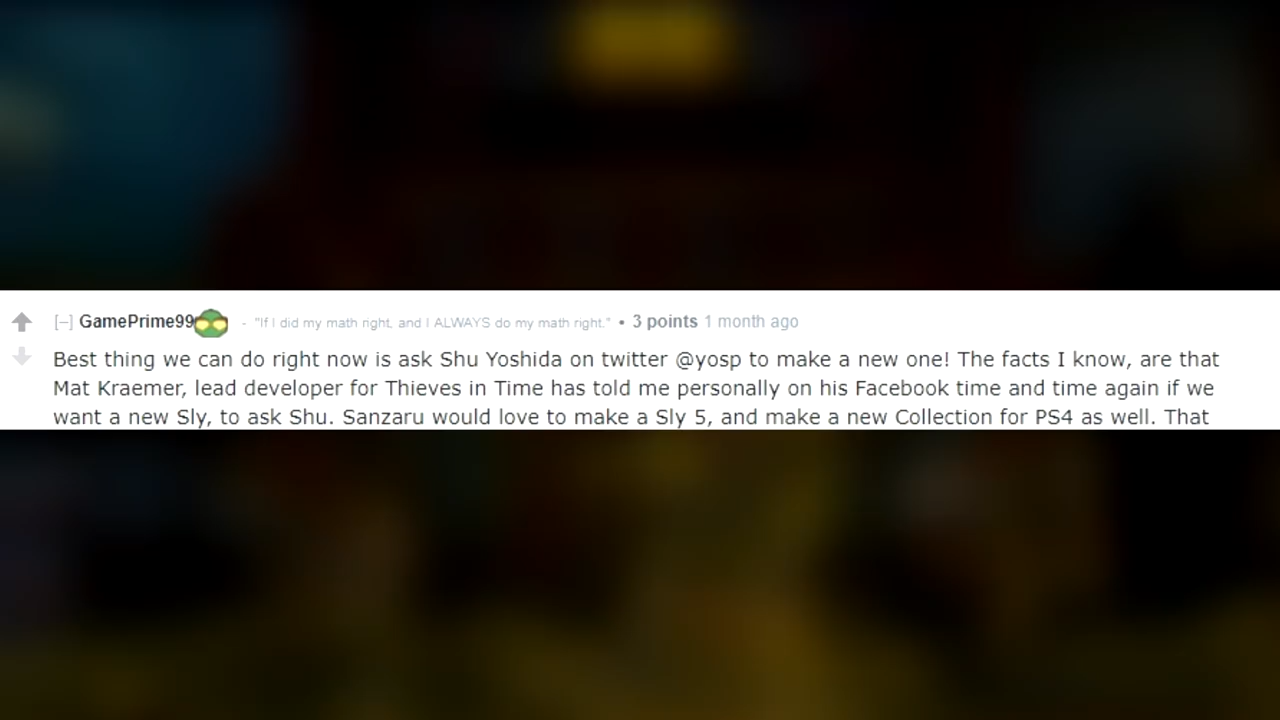 [–] GamePrime99 - "If I did my math right, and I ALWAYS do my math right." • 3 points 1 month ago
Best thing we can do right now is ask Shu Yoshida on twitter @yosp to make a new one! The facts I know, are that
Mat Kraemer, lead developer for Thieves in Time has told me personally on his Facebook time and time again if we
want a new Sly, to ask Shu. Sanzaru would love to make a Sly 5, and make a new Collection for PS4 as well. That